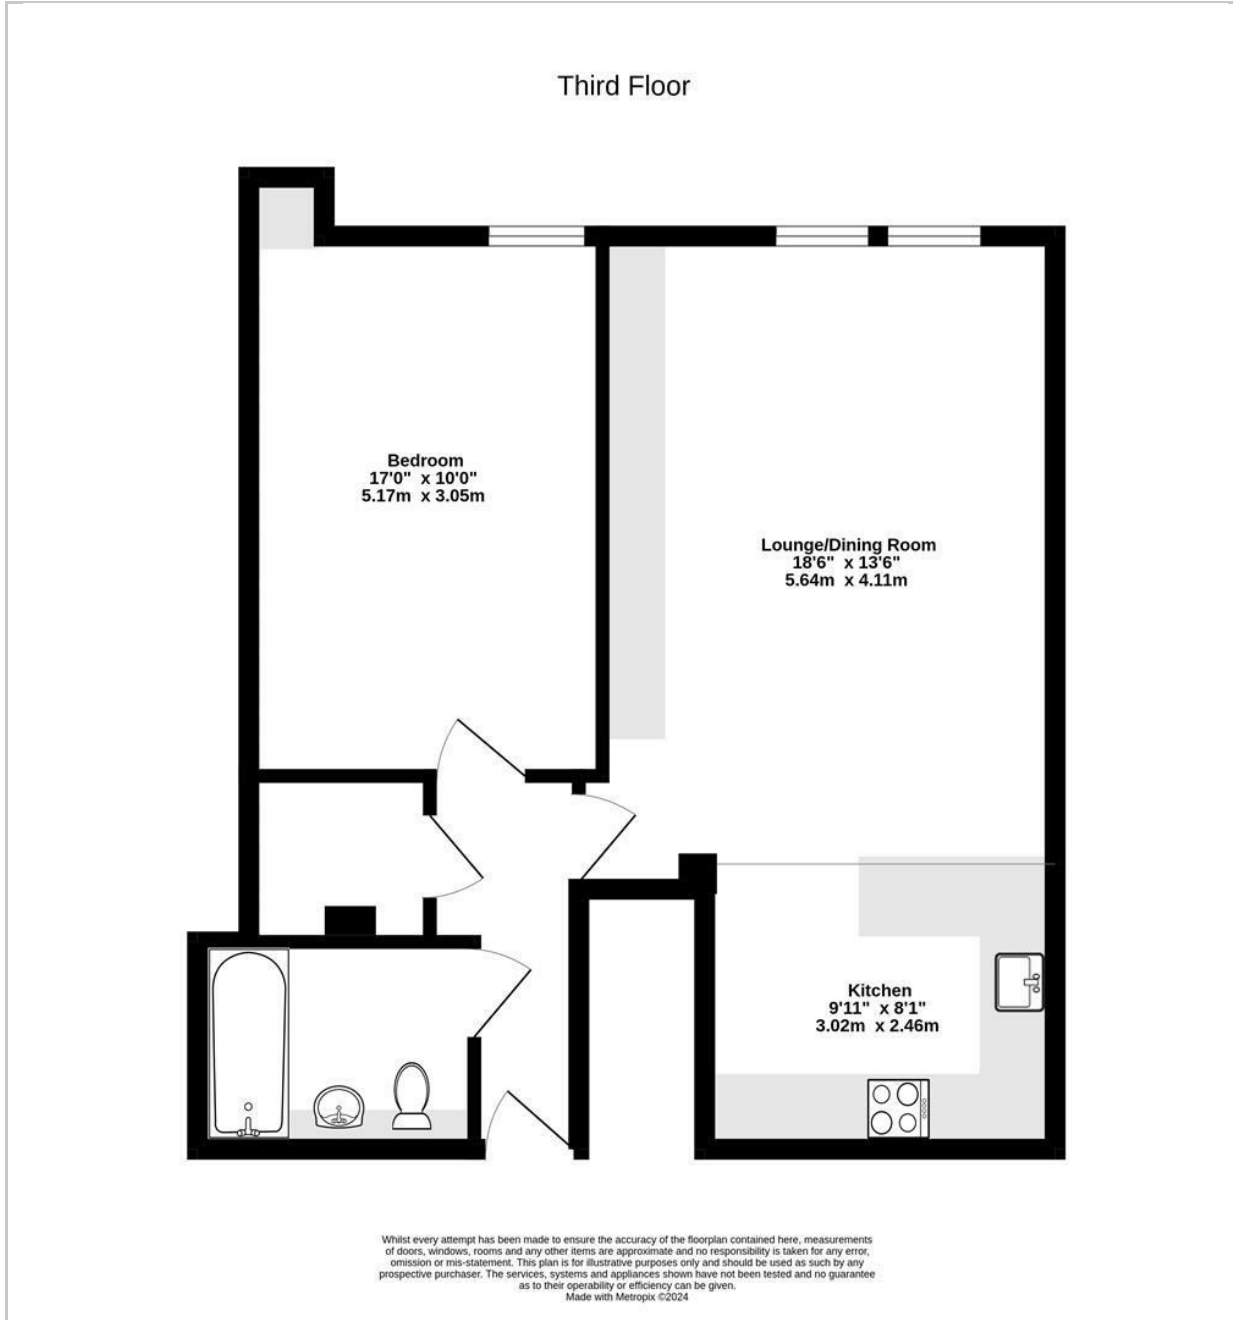 Third Floor
Bedroom
17'0" x 10'0"
5.17m x 3.05m
Lounge/Dining Room
18'6" x 13'6"
5.64m x 4.11m
Kitchen
9'11" x 8'1"
3.02m x 2.46m
Whilst every attempt has been made to ensure the accuracy of the floorplan contained here, measurements
of doors, windows, rooms and any other items are approximate and no responsibility is taken for any error,
omission or mis-statement. This plan is for illustrative purposes only and should be used as such by any
prospective purchaser. The services, systems and appliances shown have not been tested and no guarantee
as to their operability or efficiency can be given.
Made with Metropix ©2024